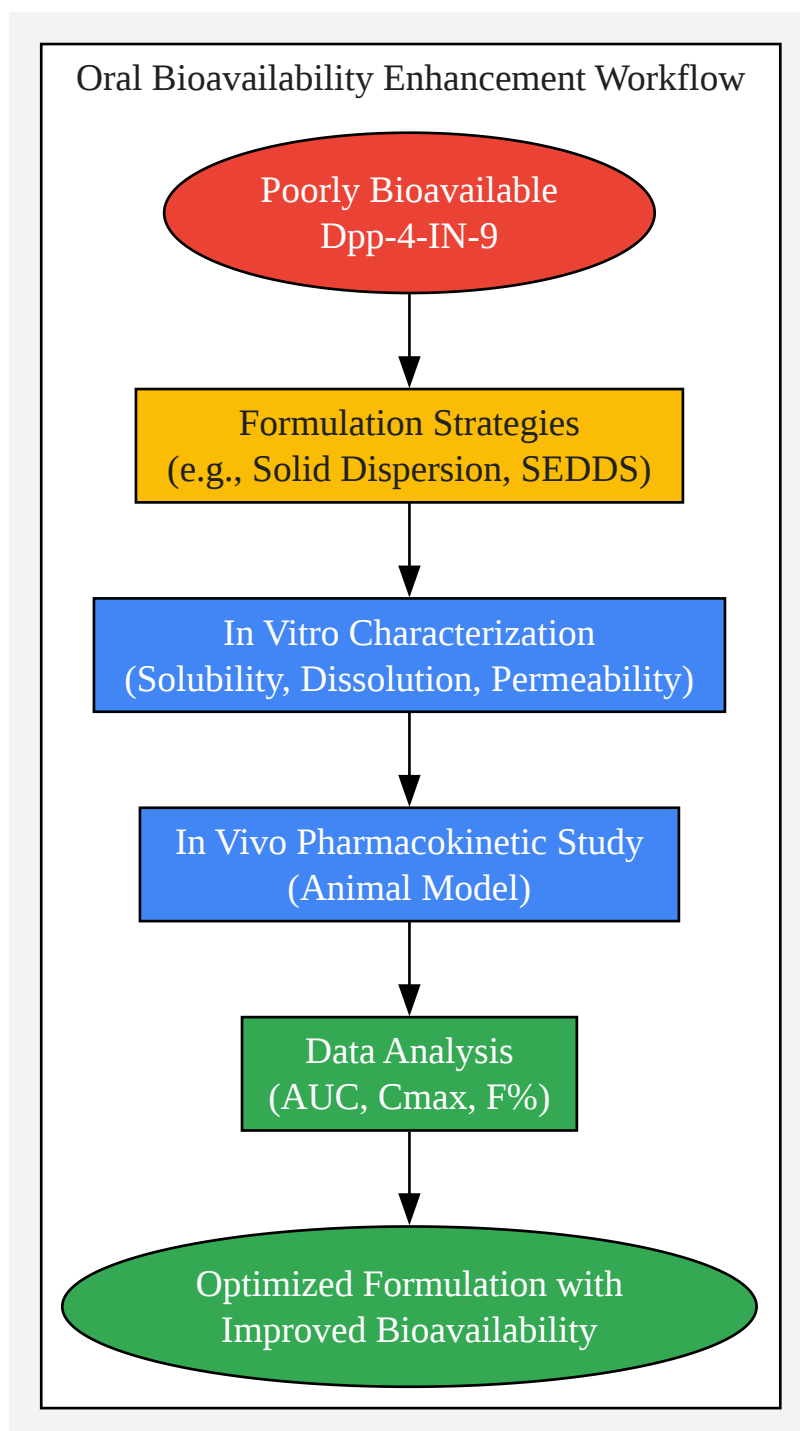 Oral Bioavailability Enhancement Workflow
Poorly Bioavailable
Dpp-4-IN-9
Formulation Strategies
(e.g., Solid Dispersion, SEDDS)
In Vitro Characterization
(Solubility, Dissolution, Permeability)
In Vivo Pharmacokinetic Study
(Animal Model)
Data Analysis
(AUC, Cmax, F%)
Optimized Formulation with
Improved Bioavailability